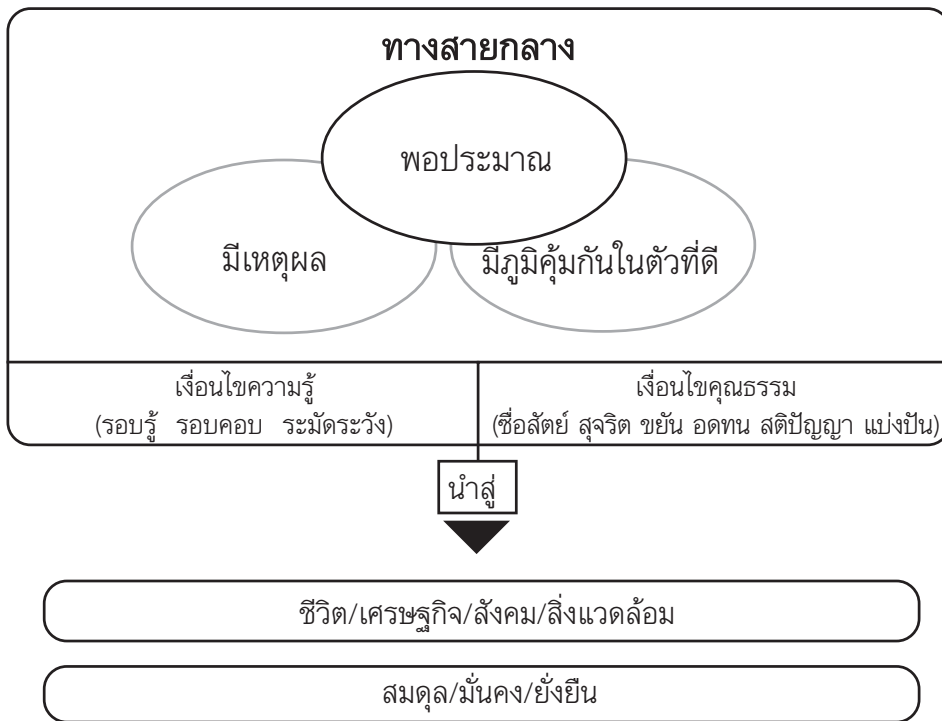 ทางสายกลาง
พอประมาณ
มีเหตุผล
มีภูมิคุ้มกันในตัวที่ดี
เงื่อนไขความรู้
(รอบรู้ รอบคอบ ระมัดระวัง)
เงื่อนไขคุณธรรม
(ซื่อสัตย์ สุจริต ขยัน อดทน สติปัญญา แบ่งปัน)
นำสู่
ชีวิต/เศรษฐกิจ/สังคม/สิ่งแวดล้อม
สมดุล/มั่นคง/ยั่งยืน